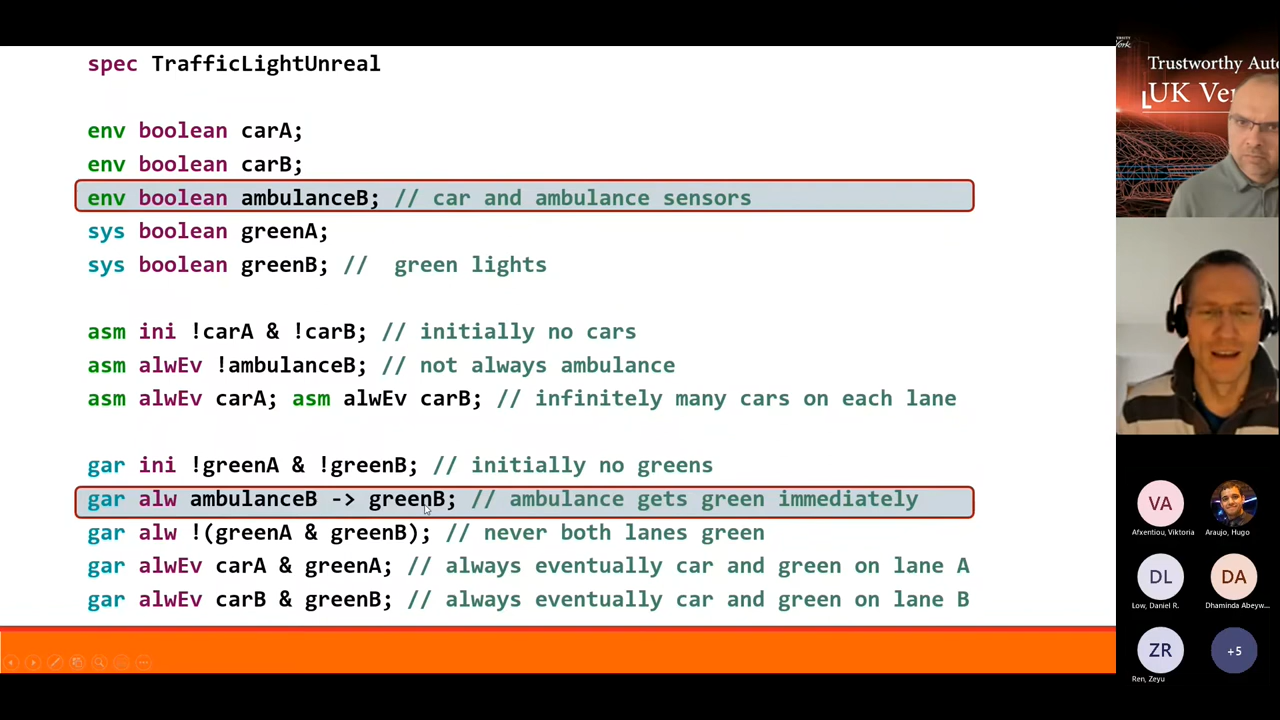 spec TrafficLightUnreal
env boolean carA;
env boolean carB;
env boolean ambulanceB; // car and ambulance sensors
sys boolean greenA;
sys boolean greenB; // green lights
asm ini !carA & !carB; // initially no cars
asm alwEv !ambulanceB; // not always ambulance
asm alwEv carA; asm alwEv carB; // infinitely many cars on each lane
gar ini !greenA & !greenB; // initially no greens
gar alw ambulanceB -> greenB; // ambulance gets green immediately
gar alw !(greenA & greenB); // never both lanes green
gar alwEv carA & greenA; // always eventually car and green on lane A
gar alwEv carB & greenB; // always eventually car and green on lane B
Trustworthy Auto
UK Ver
VA
Afxentiou, Viktoria
Araujo, Hugo
DL
Low, Daniel R.
DA
Dhaminda Abeyw...
ZR
Ren, Zeyu
+5